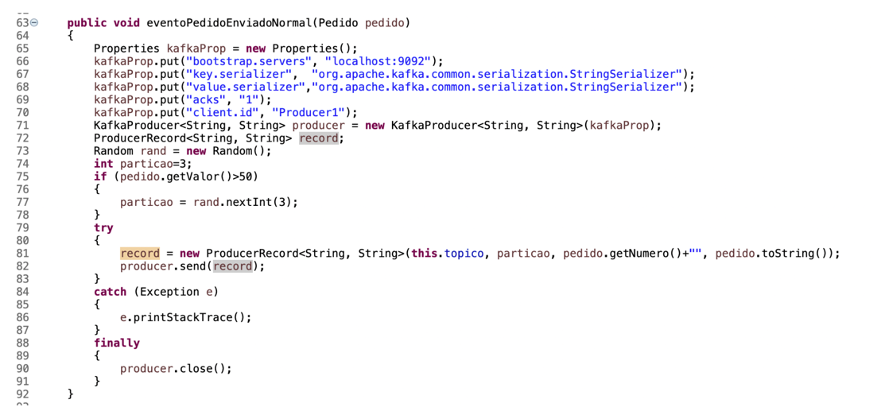 63 public void eventoPedidoEnviadoNormal(Pedido pedido)
64 {
65 Properties kafkaProp = new Properties();
66 kafkaProp.put("bootstrap.servers", "localhost:9092");
67 kafkaProp.put("key.serializer", "org.apache.kafka.common.serialization.StringSerializer");
68 kafkaProp.put("value.serializer","org.apache.kafka.common.serialization.StringSerializer");
69 kafkaProp.put("acks", "1");
70 kafkaProp.put("client.id", "Producer1");
71 KafkaProducer<String, String> producer = new KafkaProducer<String, String>(kafkaProp);
72 ProducerRecord<String, String> record;
73 Random rand = new Random();
74 int particao=3;
75 if (pedido.getValor()>50)
76 {
77 particao = rand.nextInt(3);
78 }
79 try
80 {
81 record = new ProducerRecord<String, String>(this.topico, particao, pedido.getNumero()+"", pedido.toString());
82 producer.send(record);
83 }
84 catch (Exception e)
85 {
86 e.printStackTrace();
87 }
88 finally
89 {
90 producer.close();
91 }
92 }